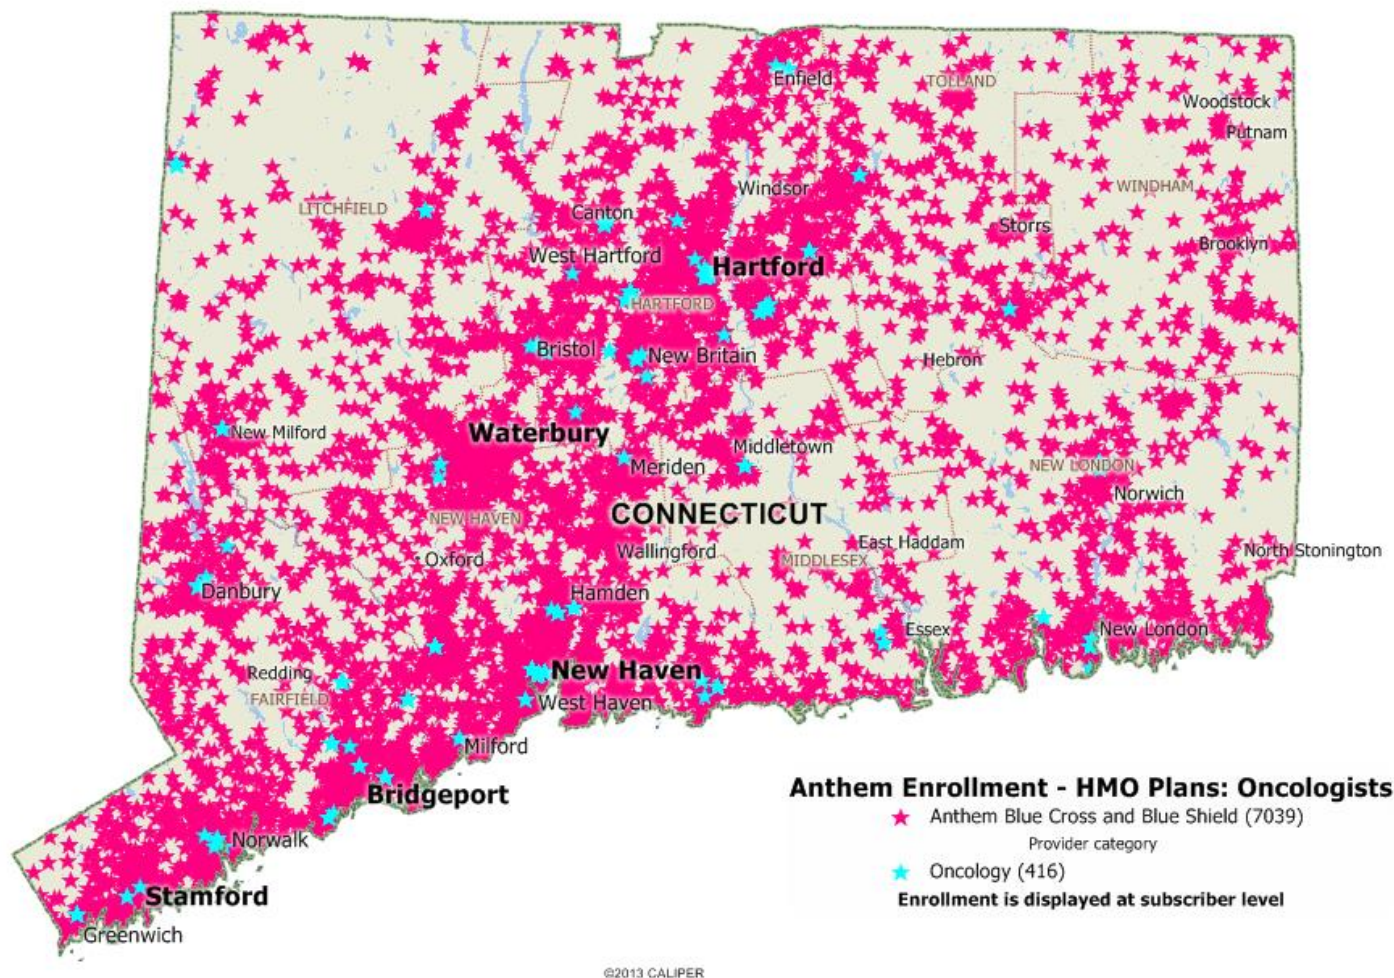 Enfield
TOLLAND
Woodstock
Putnam
Windsor
WINDHAM
LITCHFIELD
Canton
Storrs
Brooklyn
West Hartford
Hartford
HARTFORD
Bristol
New Britain
Hebron
New Milford
Waterbury
Middletown
Meriden
NEW LONDON
Norwich
CONNECTICUT
NEW HAVEN
Wallingford
East Haddam
North Stonington
Oxford
MIDDLESEX
Danbury
Hamden
Essex
New London
Redding
New Haven
FAIRFIELD
West Haven
Milford
Bridgeport
Norwalk
Stamford
Greenwich
Anthem Enrollment - HMO Plans: Oncologists
Anthem Blue Cross and Blue Shield (7039)
Provider category
Oncology (416)
Enrollment is displayed at subscriber level
©2013 CALIPER